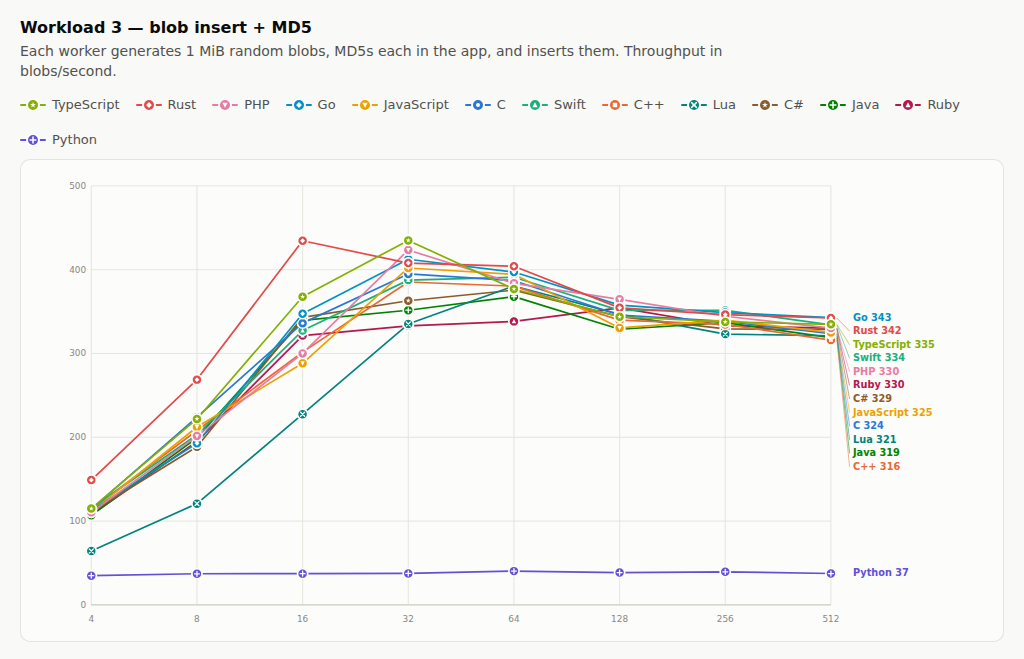 Workload 3 — blob insert + MD5
Each worker generates 1 MiB random blobs, MD5s each in the app, and inserts them. Throughput in
blobs/second.
TypeScript Rust PHP Go JavaScript C Swift C++ Lua C# Java Ruby
Python
500
400
300
200
100
0
4 8 16 32 64 128 256 512
Go 343
Rust 342
TypeScript 335
Swift 334
PHP 330
Ruby 330
C# 329
JavaScript 325
C 324
Lua 321
Java 319
C++ 316
Python 37